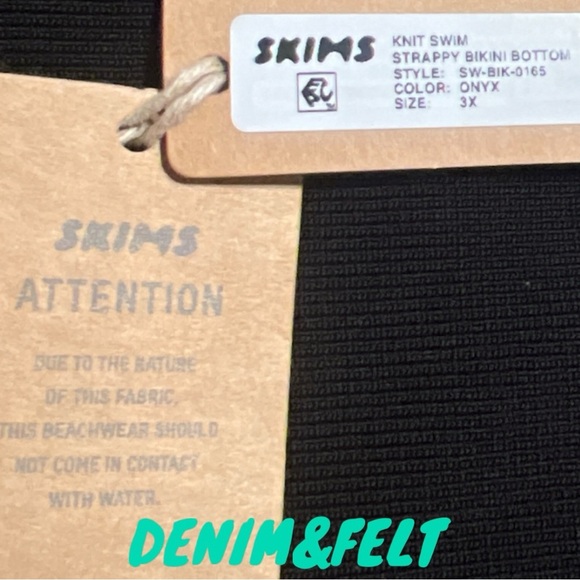 SKIMS
KNIT SWIM
STRAPPY BIKINI BOTTOM
STYLE: SW-BIK-0165
COLOR: ONYX
SIZE: 3X
SKIMS
ATTENTION
DUE TO THE NATURE
OF THIS FABRIC,
THIS BEACHWEAR SHOULD
NOT COME IN CONTACT
WITH WATER.
DENIM&FELT